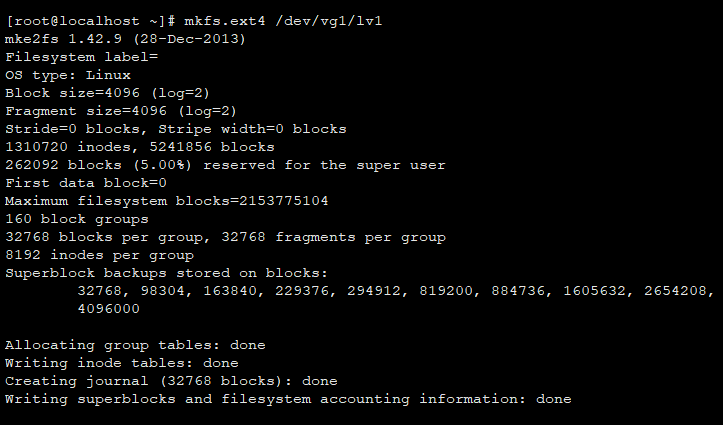 [root@localhost ~]# mkfs.ext4 /dev/vg1/lv1
mke2fs 1.42.9 (28-Dec-2013)
Filesystem label=
OS type: Linux
Block size=4096 (log=2)
Fragment size=4096 (log=2)
Stride=0 blocks, Stripe width=0 blocks
1310720 inodes, 5241856 blocks
262092 blocks (5.00%) reserved for the super user
First data block=0
Maximum filesystem blocks=2153775104
160 block groups
32768 blocks per group, 32768 fragments per group
8192 inodes per group
Superblock backups stored on blocks:
        32768, 98304, 163840, 229376, 294912, 819200, 884736, 1605632, 2654208,
        4096000

Allocating group tables: done
Writing inode tables: done
Creating journal (32768 blocks): done
Writing superblocks and filesystem accounting information: done